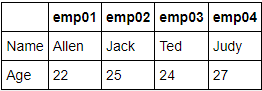 emp01 emp02 emp03 emp04
Name Allen Jack Ted Judy
Age 22 25 24 27